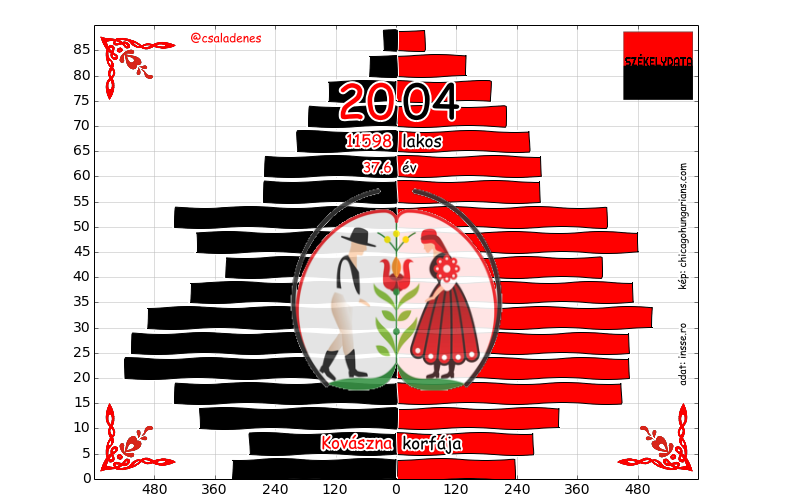 @csaladenes
SZÉKELYDATA
2004
11598 lakos
37.6 év
kép: chicagohungarians.com
adat: insse.ro
Kovászna korfája
85
80
75
70
65
60
55
50
45
40
35
30
25
20
15
10
5
0
480 360 240 120 0 120 240 360 480